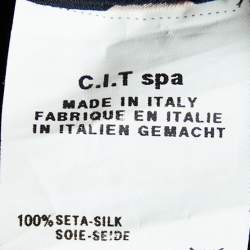 C.I.T spa
MADE IN ITALY
FABRIQUE EN ITALIE
IN ITALIEN GEMACHT
100% SETA-SILK
SOIE-SEIDE